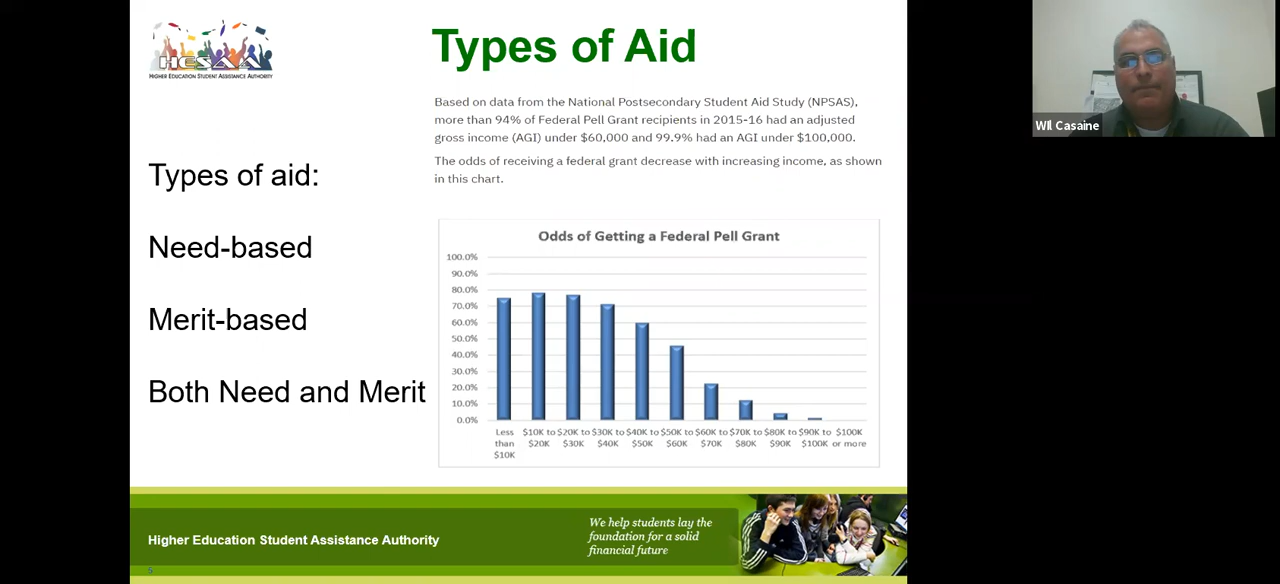 HESAA
HIGHER EDUCATION STUDENT ASSISTANCE AUTHORITY
Types of Aid
Based on data from the National Postsecondary Student Aid Study (NPSAS),
more than 94% of Federal Pell Grant recipients in 2015-16 had an adjusted
gross income (AGI) under $60,000 and 99.9% had an AGI under $100,000.
The odds of receiving a federal grant decrease with increasing income, as shown
in this chart.
Types of aid:
Need-based
Merit-based
Both Need and Merit
Odds of Getting a Federal Pell Grant
100.0%
90.0%
80.0%
70.0%
60.0%
50.0%
40.0%
30.0%
20.0%
10.0%
0.0%
Less $10K to $20K to $30K to $40K to $50K to $60K to $70K to $80K to $90K to $100K
than $20K $30K $40K $50K $60K $70K $80K $90K $100K or more
$10K
Higher Education Student Assistance Authority
We help students lay the
foundation for a solid
financial future
5
WIl Casaine